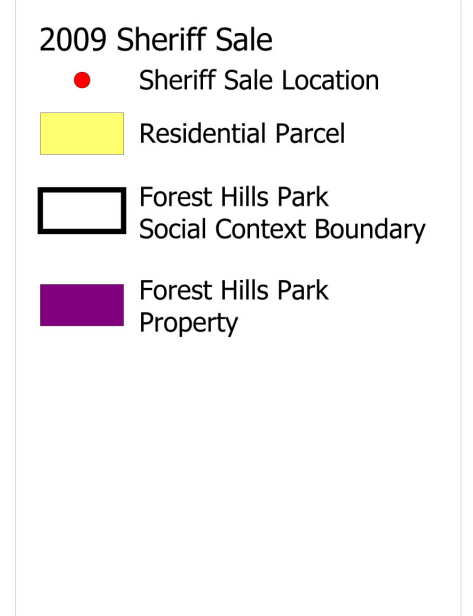 2009 Sheriff Sale
Sheriff Sale Location
Residential Parcel
Forest Hills Park
Social Context Boundary
Forest Hills Park
Property